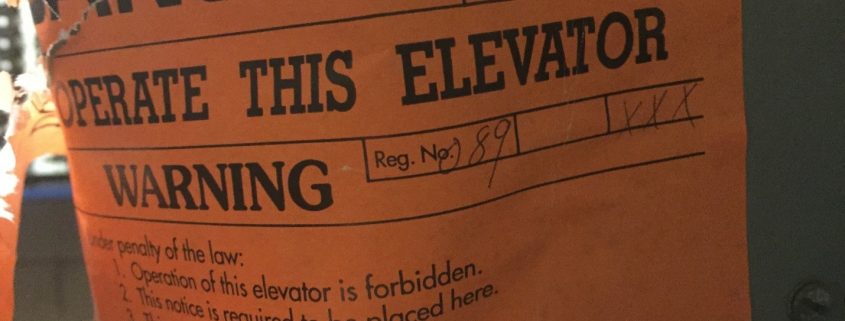 OPERATE THIS ELEVATOR
WARNING Reg. No. 89 XXX
under penalty of the law:
1. Operation of this elevator is forbidden.
2. This notice is required to be placed here.